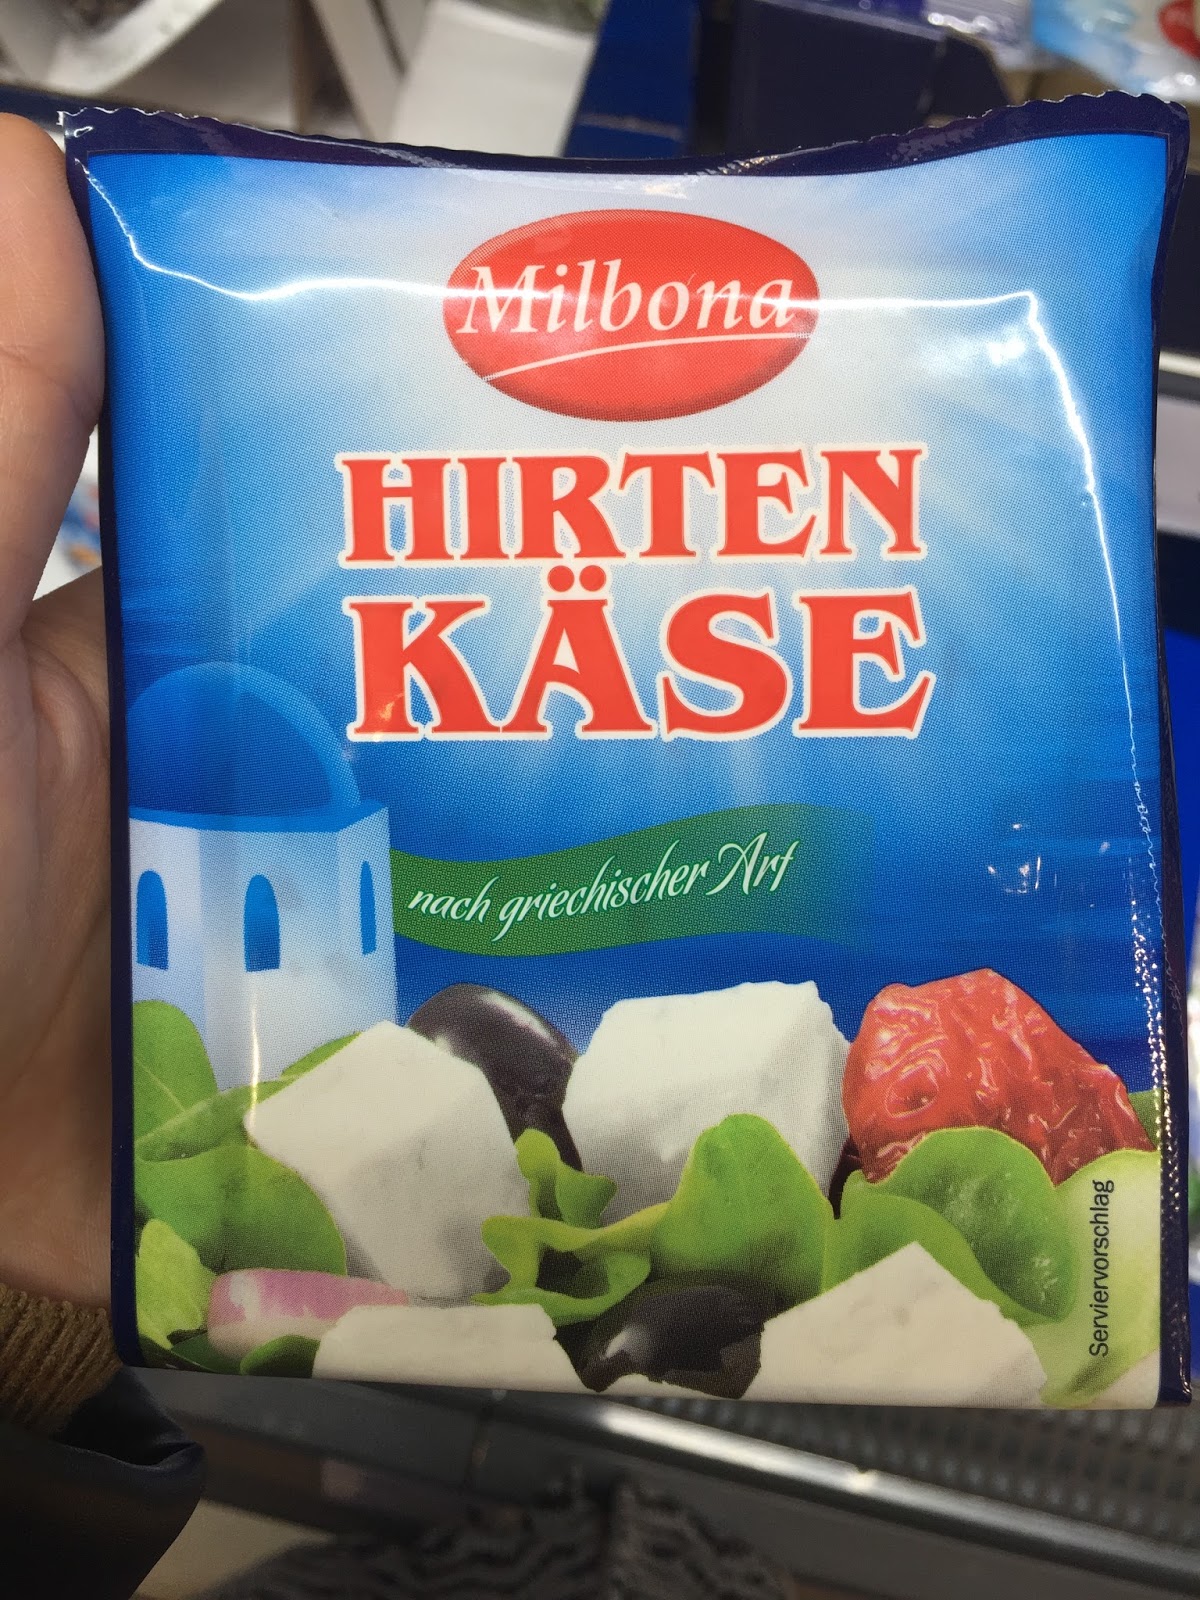 Milbona
HIRTEN
KÄSE
nach griechischer Art
Serviervorschlag